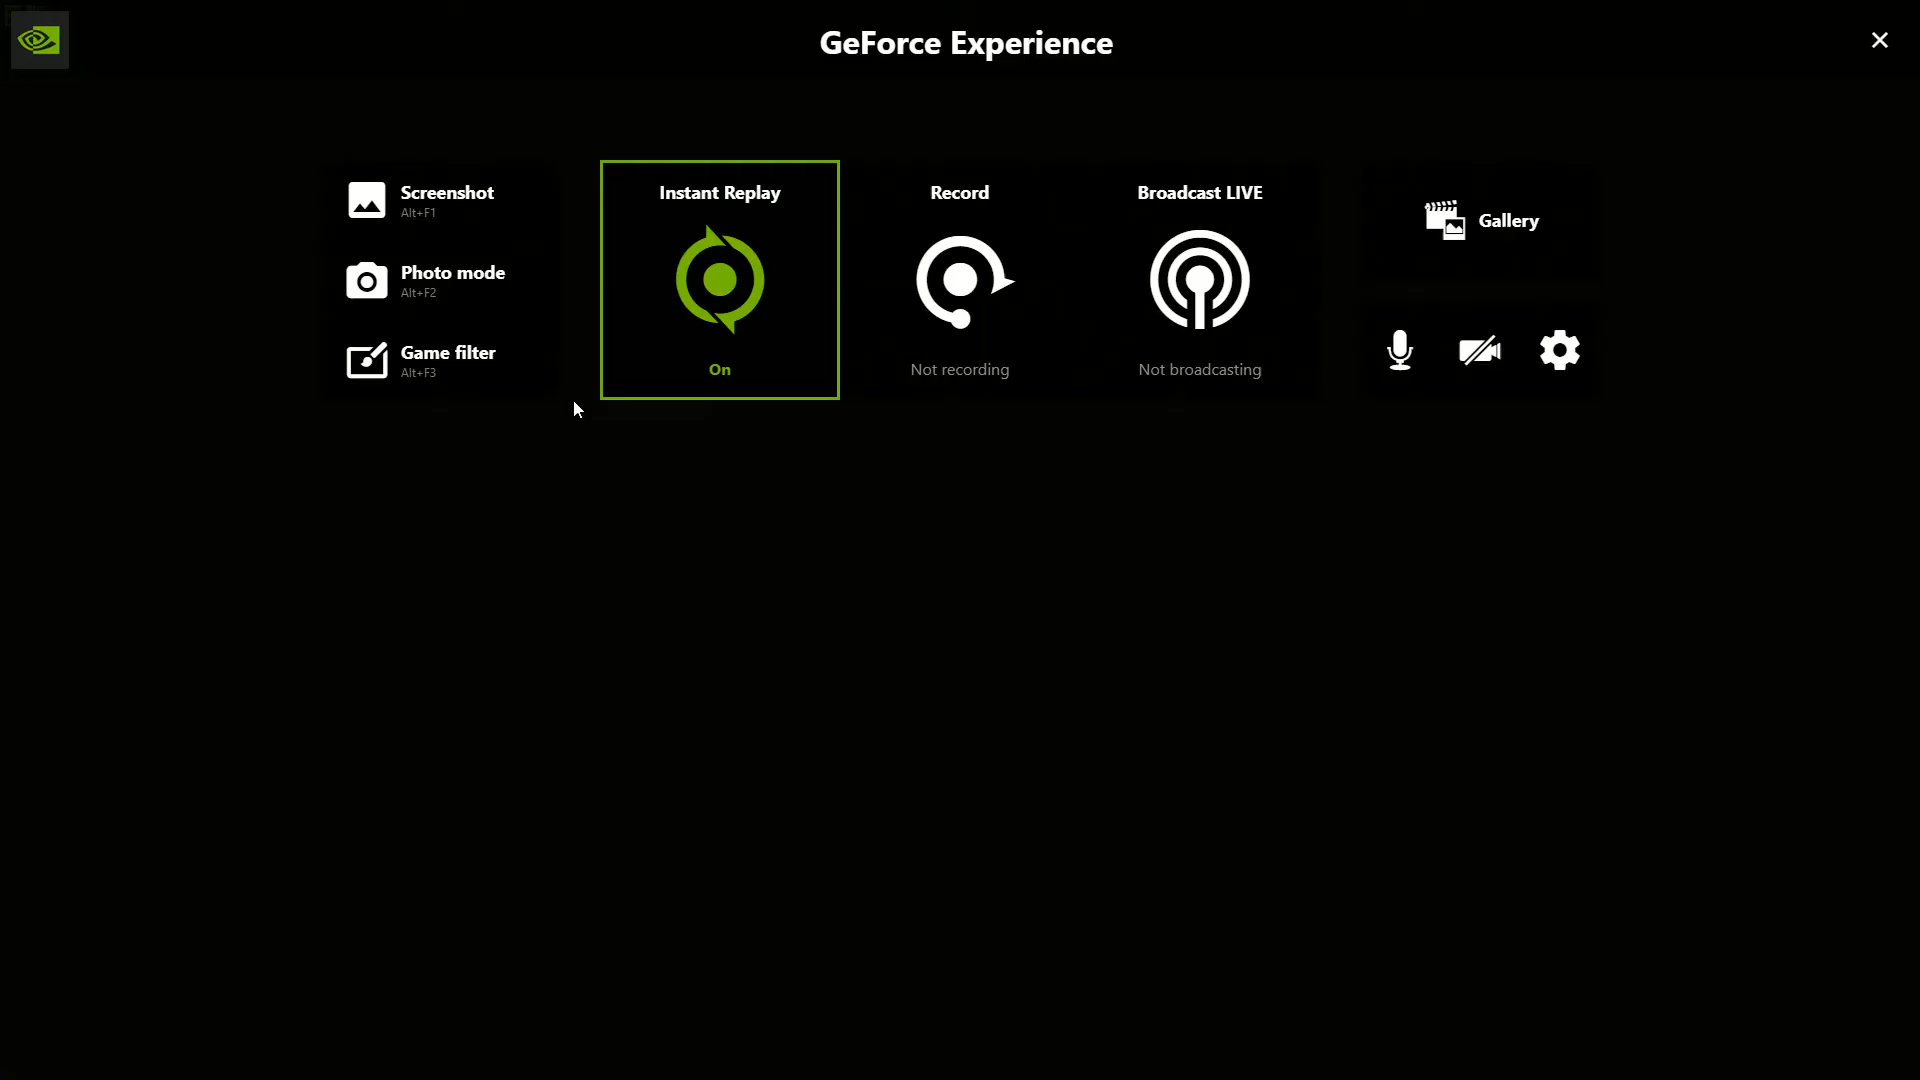 GeForce Experience
Screenshot
Alt+F1
Photo mode
Alt+F2
Game filter
Alt+F3
Instant Replay
On
Record
Not recording
Broadcast LIVE
Not broadcasting
Gallery